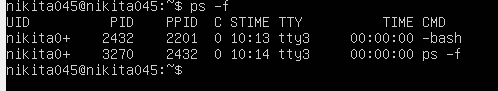 nikita045@nikita045:~$ ps -f
UID          PID    PPID  C STIME TTY          TIME CMD
nikita0+    2432    2201  0 10:13 tty3     00:00:00 -bash
nikita0+    3270    2432  0 10:14 tty3     00:00:00 ps -f
nikita045@nikita045:~$